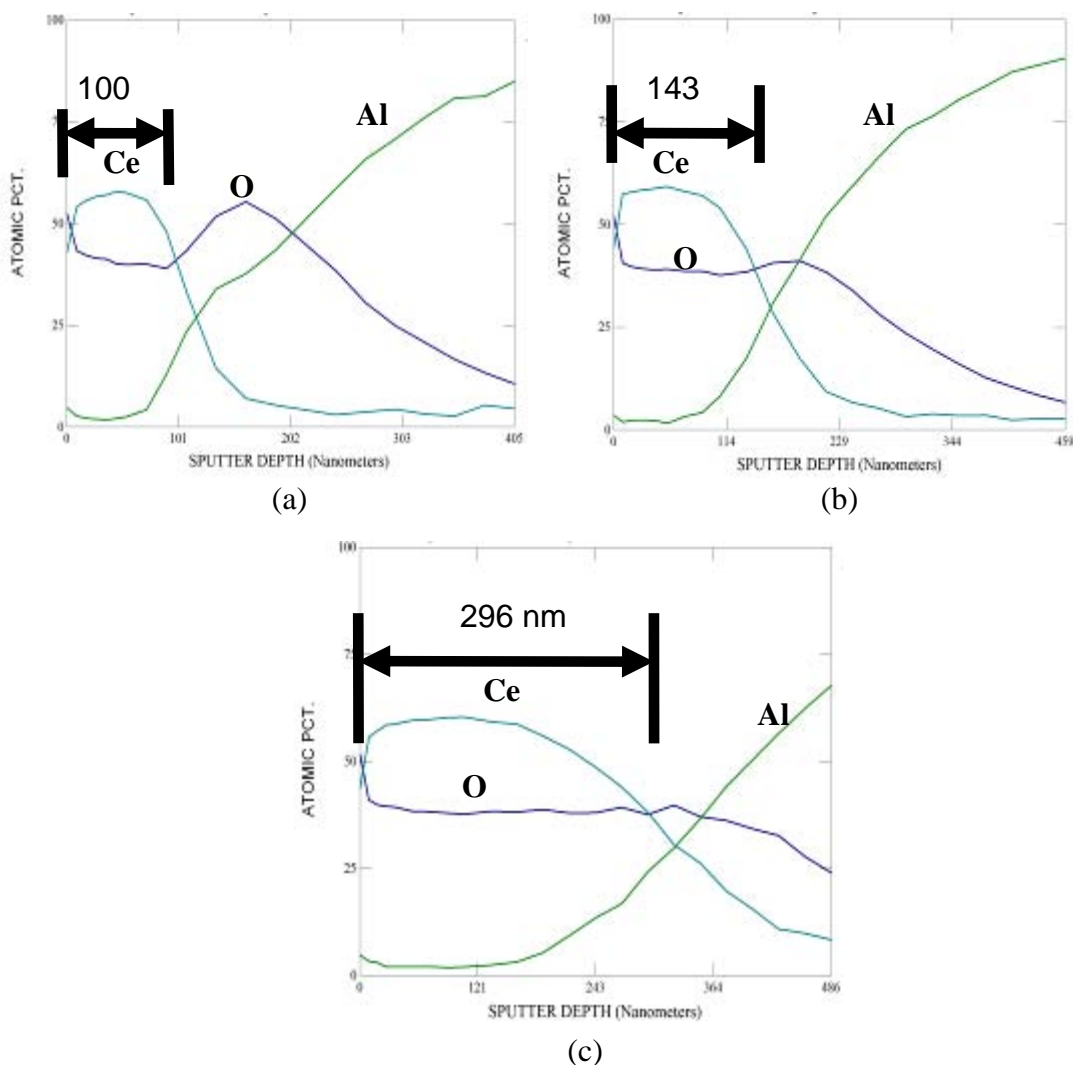 100
100
Al
75
Ce
O
50
ATOMIC PCT.
25
0
0 101 202 303 405
SPUTTER DEPTH (Nanometers)
(a)
100
143
Al
75
Ce
50
O
ATOMIC PCT.
25
0
0 114 229 344 459
SPUTTER DEPTH (Nanometers)
(b)
100
296 nm
75
Ce
Al
50
O
ATOMIC PCT.
25
0
0 121 243 364 486
SPUTTER DEPTH (Nanometers)
(c)